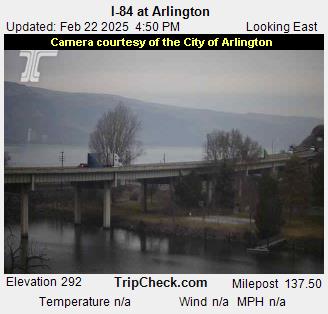 I-84 at Arlington
Updated: Feb 22 2025 4:50 PM Looking East
Camera courtesy of the City of Arlington
Elevation 292 TripCheck.com Milepost 137.50
Temperature n/a Wind n/a MPH n/a